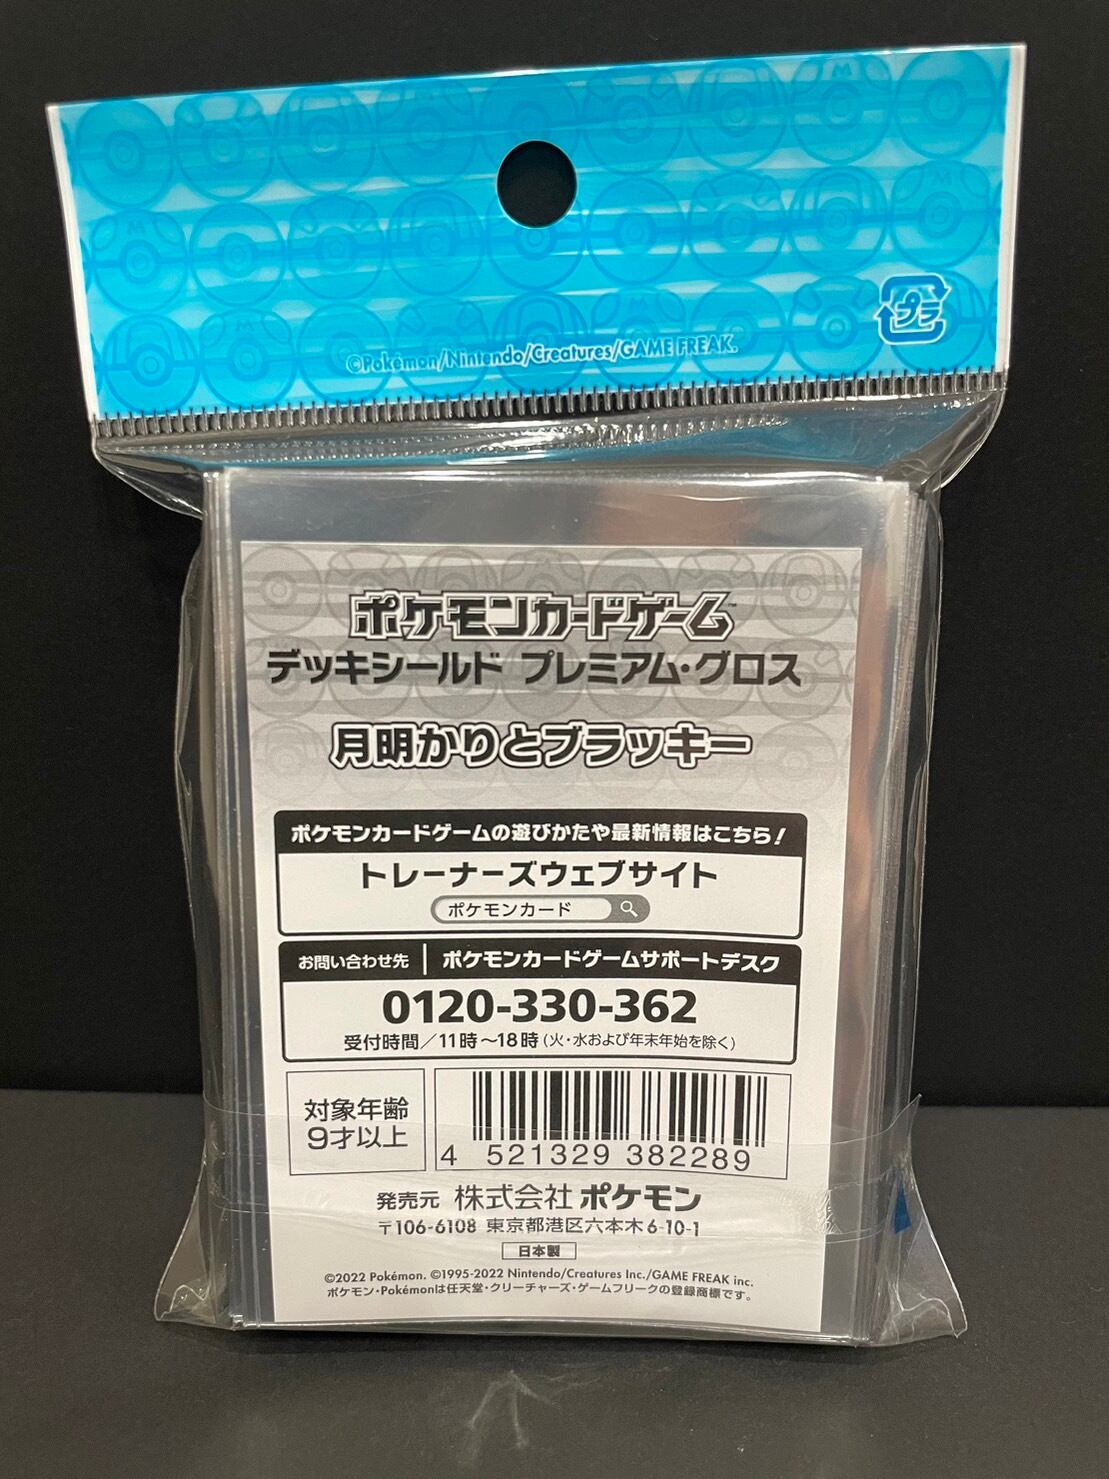 プラ
©Pokémon/Nintendo/Creatures/GAME FREAK.
ポケモンカードゲーム™
デッキシールド プレミアム・グロス
月明かりとブラッキー
ポケモンカードゲームの遊びかたや最新情報はこちら!
トレーナーズウェブサイト
ポケモンカード
お問い合わせ先 ポケモンカードゲームサポートデスク
0120-330-362
受付時間/11時〜18時(火・水および年末年始を除く)
対象年齢
9才以上
4 521329 382289
発売元 株式会社 ポケモン
〒106-6108 東京都港区六本木6-10-1
日本製
©2022 Pokémon. ©1995-2022 Nintendo/Creatures Inc./GAME FREAK inc.
ポケモン・Pokémonは任天堂・クリーチャーズ・ゲームフリークの登録商標です。